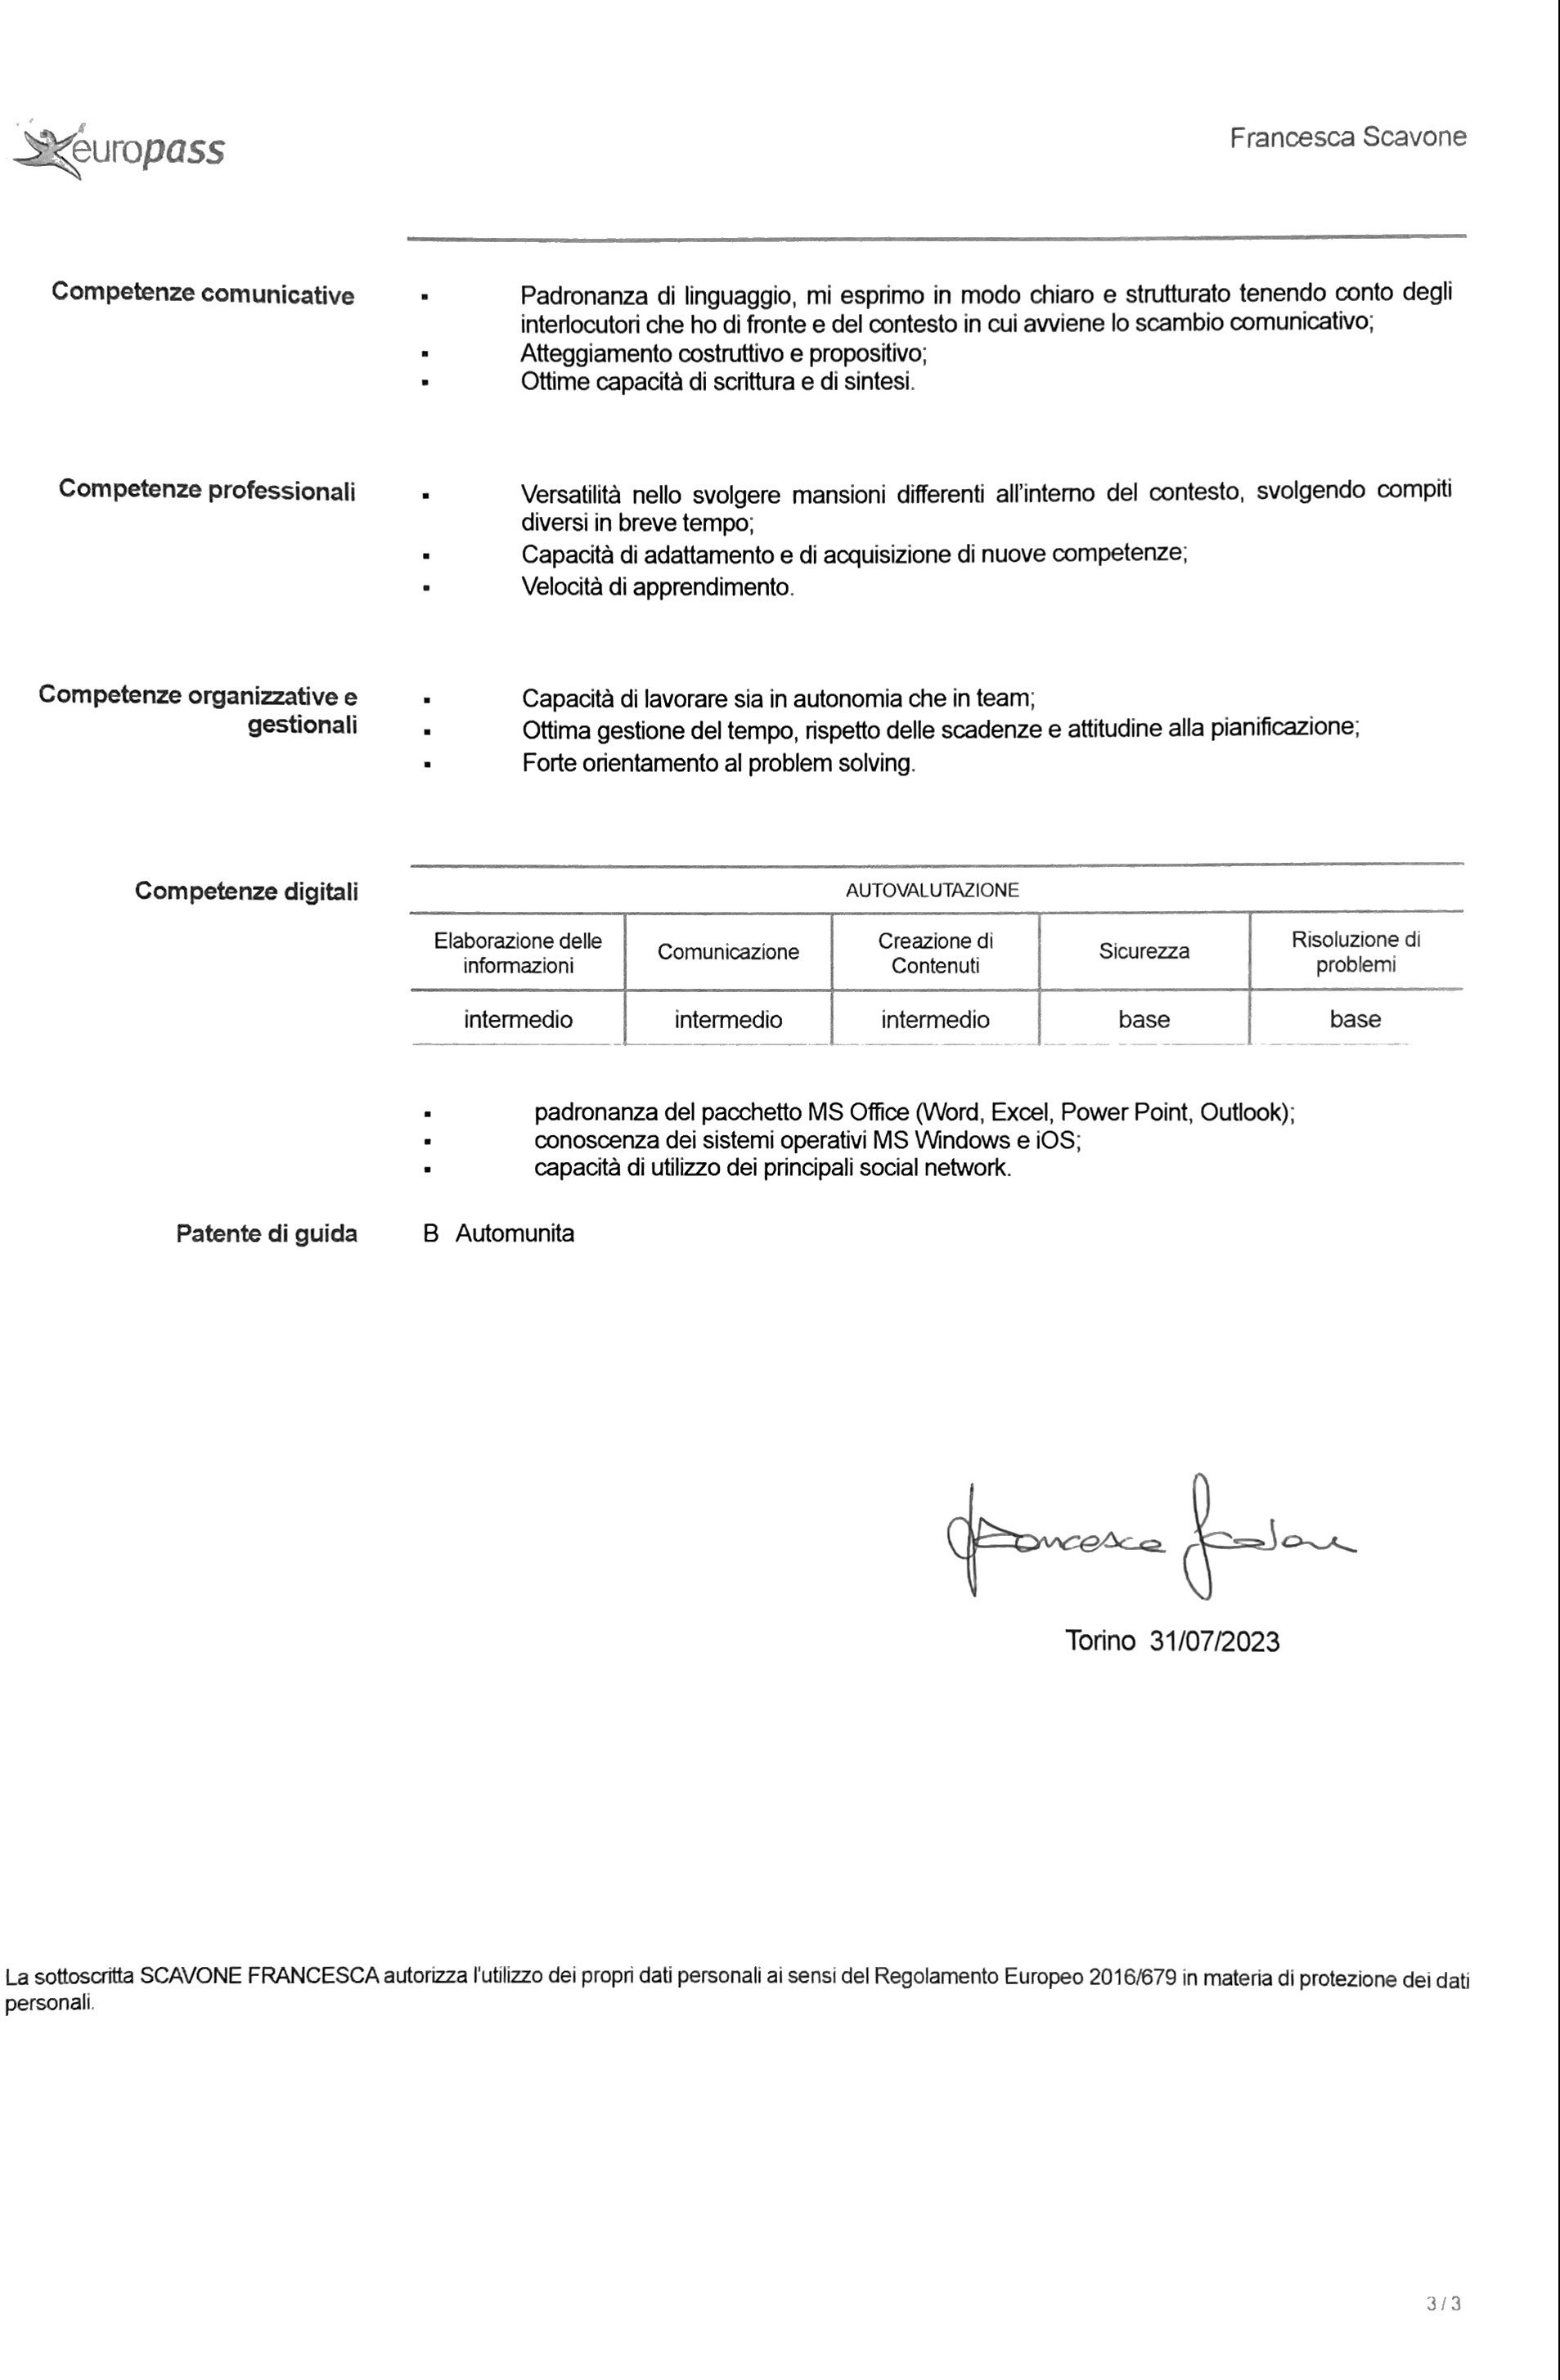 europass
Francesca Scavone
Competenze comunicative
▪ Padronanza di linguaggio, mi esprimo in modo chiaro e strutturato tenendo conto degli
interlocutori che ho di fronte e del contesto in cui avviene lo scambio comunicativo;
▪ Atteggiamento costruttivo e propositivo;
▪ Ottime capacità di scrittura e di sintesi.
Competenze professionali
▪ Versatilità nello svolgere mansioni differenti all'interno del contesto, svolgendo compiti
diversi in breve tempo;
▪ Capacità di adattamento e di acquisizione di nuove competenze;
▪ Velocità di apprendimento.
Competenze organizzative e
gestionali
▪ Capacità di lavorare sia in autonomia che in team;
▪ Ottima gestione del tempo, rispetto delle scadenze e attitudine alla pianificazione;
▪ Forte orientamento al problem solving.
Competenze digitali
AUTOVALUTAZIONE
Elaborazione delle
informazioni
Comunicazione
Creazione di
Contenuti
Sicurezza
Risoluzione di
problemi
intermedio intermedio intermedio base base
▪ padronanza del pacchetto MS Office (Word, Excel, Power Point, Outlook);
▪ conoscenza dei sistemi operativi MS Windows e iOS;
▪ capacità di utilizzo dei principali social network.
Patente di guida B Automunita
Francesca Scavone
Torino 31/07/2023
La sottoscritta SCAVONE FRANCESCA autorizza l'utilizzo dei propri dati personali ai sensi del Regolamento Europeo 2016/679 in materia di protezione dei dati
personali.
3 / 3